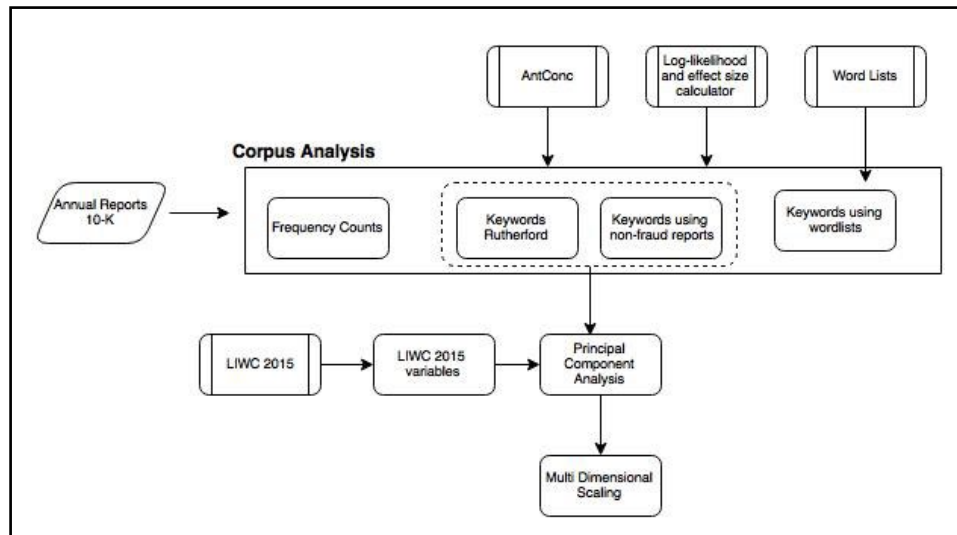 AntConc
Log-likelihood
and effect size
calculator
Word Lists
Corpus Analysis
Annual Reports
10-K
Frequency Counts
Keywords
Rutherford
Keywords using
non-fraud reports
Keywords using
wordlists
LIWC 2015
LIWC 2015
variables
Principal
Component
Analysis
Multi Dimensional
Scaling